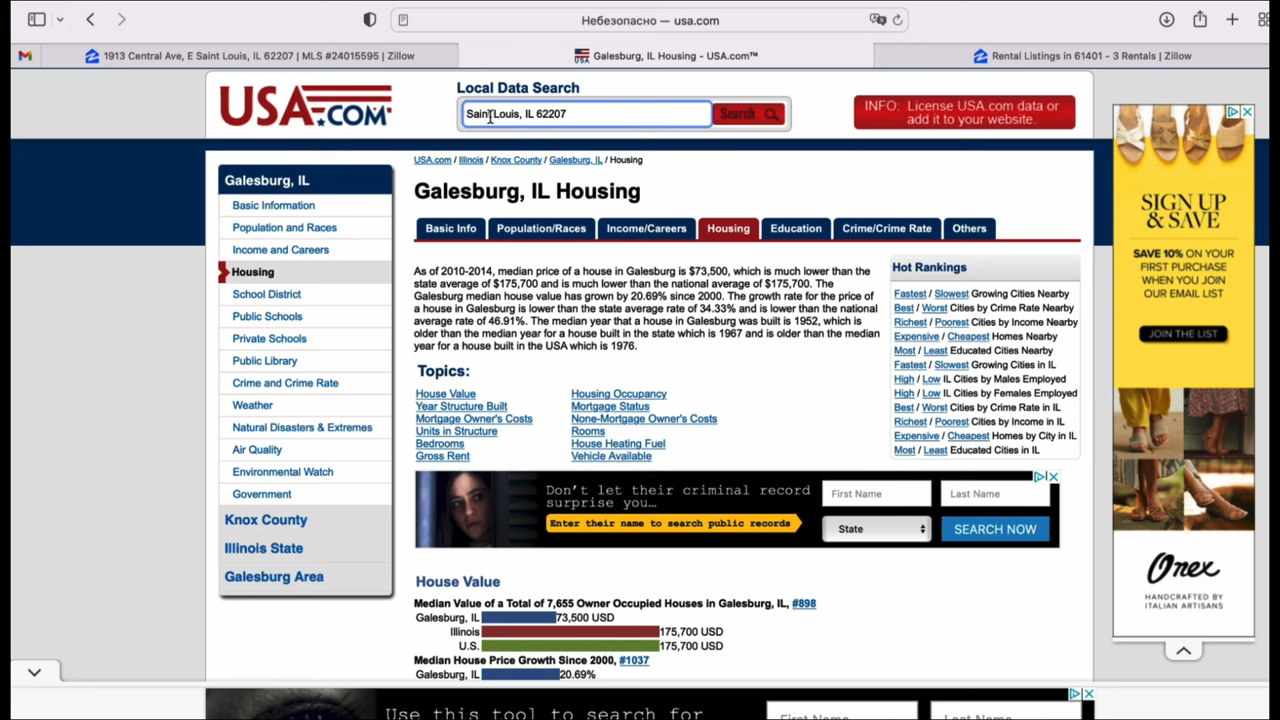 Небезопасно — usa.com
1913 Central Ave, E Saint Louis, IL 62207 | MLS #24015595 | Zillow
Galesburg, IL Housing - USA.com™
Rental Listings in 61401 - 3 Rentals | Zillow
USA.COM
Local Data Search
Saint Louis, IL 62207
Search
INFO: License USA.com data or
add it to your website.
USA.com / Illinois / Knox County / Galesburg, IL / Housing
Galesburg, IL
Basic Information
Population and Races
Income and Careers
Housing
School District
Public Schools
Private Schools
Public Library
Crime and Crime Rate
Weather
Natural Disasters & Extremes
Air Quality
Environmental Watch
Government
Knox County
Illinois State
Galesburg Area
Galesburg, IL Housing
Basic Info
Population/Races
Income/Careers
Housing
Education
Crime/Crime Rate
Others
As of 2010-2014, median price of a house in Galesburg is $73,500, which is much lower than the
state average of $175,700 and is much lower than the national average of $175,700. The
Galesburg median house value has grown by 20.69% since 2000. The growth rate for the price of
a house in Galesburg is lower than the state average rate of 34.33% and is lower than the national
average rate of 46.91%. The median year that a house in Galesburg was built is 1952, which is
older than the median year for a house built in the state which is 1967 and is older than the median
year for a house built in the USA which is 1976.
Hot Rankings
Fastest / Slowest Growing Cities Nearby
Best / Worst Cities by Crime Rate Nearby
Richest / Poorest Cities by Income Nearby
Expensive / Cheapest Homes Nearby
Most / Least Educated Cities Nearby
Fastest / Slowest Growing Cities in IL
High / Low IL Cities by Males Employed
High / Low IL Cities by Females Employed
Best / Worst Cities by Crime Rate in IL
Richest / Poorest Cities by Income in IL
Expensive / Cheapest Homes by City in IL
Most / Least Educated Cities in IL
Topics:
House Value
Year Structure Built
Mortgage Owner's Costs
Units in Structure
Bedrooms
Gross Rent
Housing Occupancy
Mortgage Status
None-Mortgage Owner's Costs
Rooms
House Heating Fuel
Vehicle Available
Don't let their criminal record
surprise you…
Enter their name to search public records
First Name
Last Name
State
SEARCH NOW
House Value
Median Value of a Total of 7,655 Owner Occupied Houses in Galesburg, IL, #898
Galesburg, IL 73,500 USD
Illinois 175,700 USD
U.S. 175,700 USD
Median House Price Growth Since 2000, #1037
Galesburg, IL 20.69%
SIGN UP
& SAVE
SAVE 10% ON YOUR
FIRST PURCHASE
WHEN YOU JOIN
OUR EMAIL LIST
JOIN THE LIST
Onex
HANDCRAFTED BY
ITALIAN ARTISANS
Use this tool to search for
First Name
Last Name